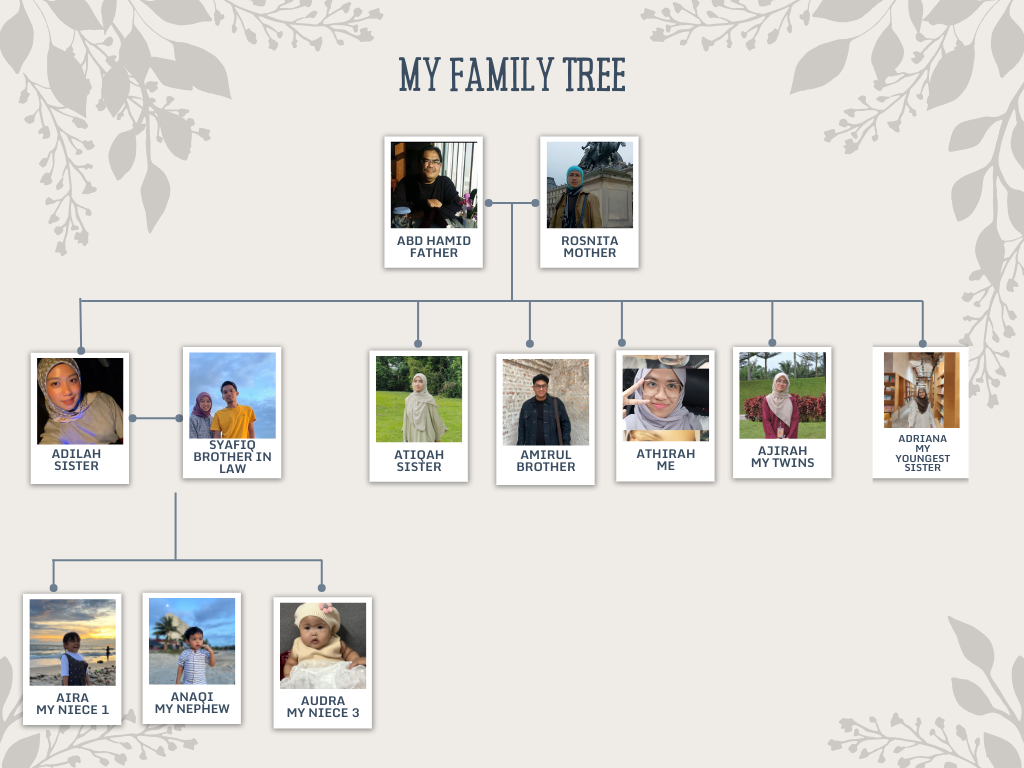 MY FAMILY TREE
ABD HAMID
FATHER
ROSNITA
MOTHER
ADILAH
SISTER
SYAFIQ
BROTHER IN
LAW
ATIQAH
SISTER
AMIRUL
BROTHER
ATHIRAH
ME
AJIRAH
MY TWINS
ADRIANA
MY
YOUNGEST
SISTER
AIRA
MY NIECE 1
ANAQI
MY NEPHEW
AUDRA
MY NIECE 3